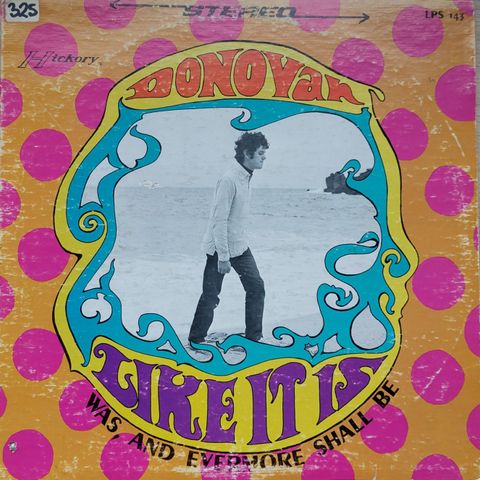 325
STEREO
LPS 143
Hickory
DONOVAN
LIKE IT IS
WAS, AND EVERMORE SHALL BE